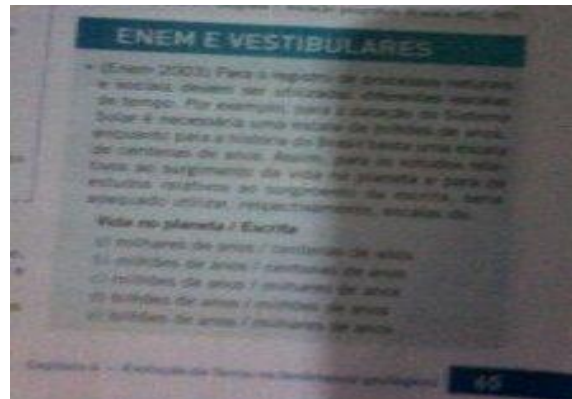 ENEM E VESTIBULARES
• (Enem 2003) Para o registro de processos naturais
e sociais devem ser utilizadas diferentes escalas
de tempo. Por exemplo, para a datação do Sistema
Solar é necessária uma escala de bilhões de anos,
enquanto para a história do Brasil basta uma escala
de centenas de anos. Assim, para os estudos rela-
tivos ao surgimento da vida no planeta e para os
estudos relativos ao surgimento da escrita, seria
adequado utilizar, respectivamente, escalas de:
Vida no planeta / Escrita
a) milhares de anos / centenas de anos
b) milhões de anos / centenas de anos
c) milhões de anos / milhares de anos
d) bilhões de anos / milhões de anos
e) bilhões de anos / milhares de anos
Capítulo
65